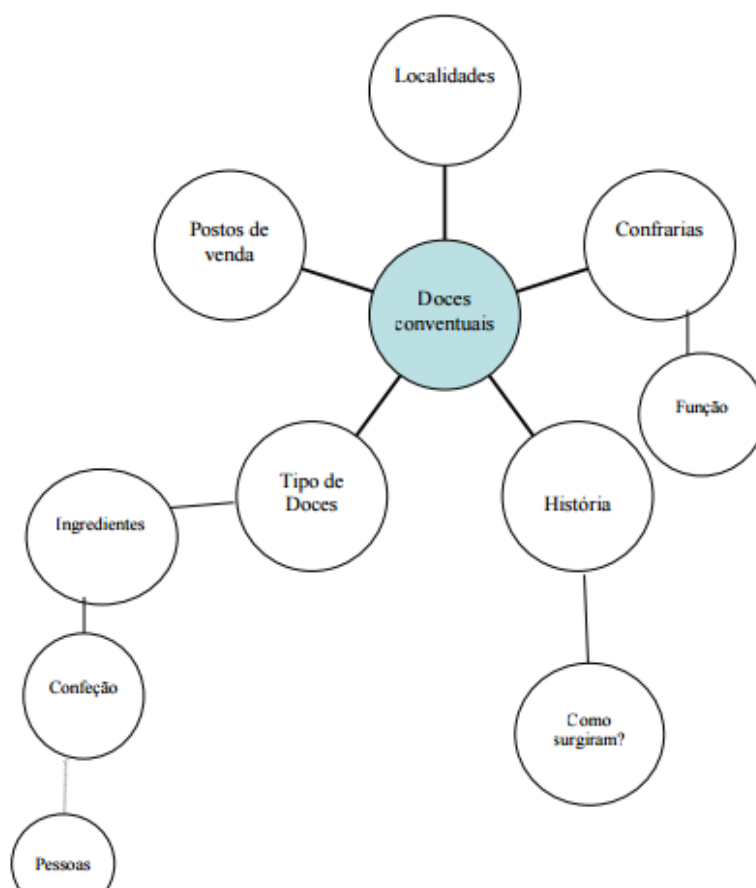 Localidades
Postos de
venda
Confrarias
Doces
conventuais
Função
Tipo de
Doces
História
Ingredientes
Confeção
Como
surgiram?
Pessoas